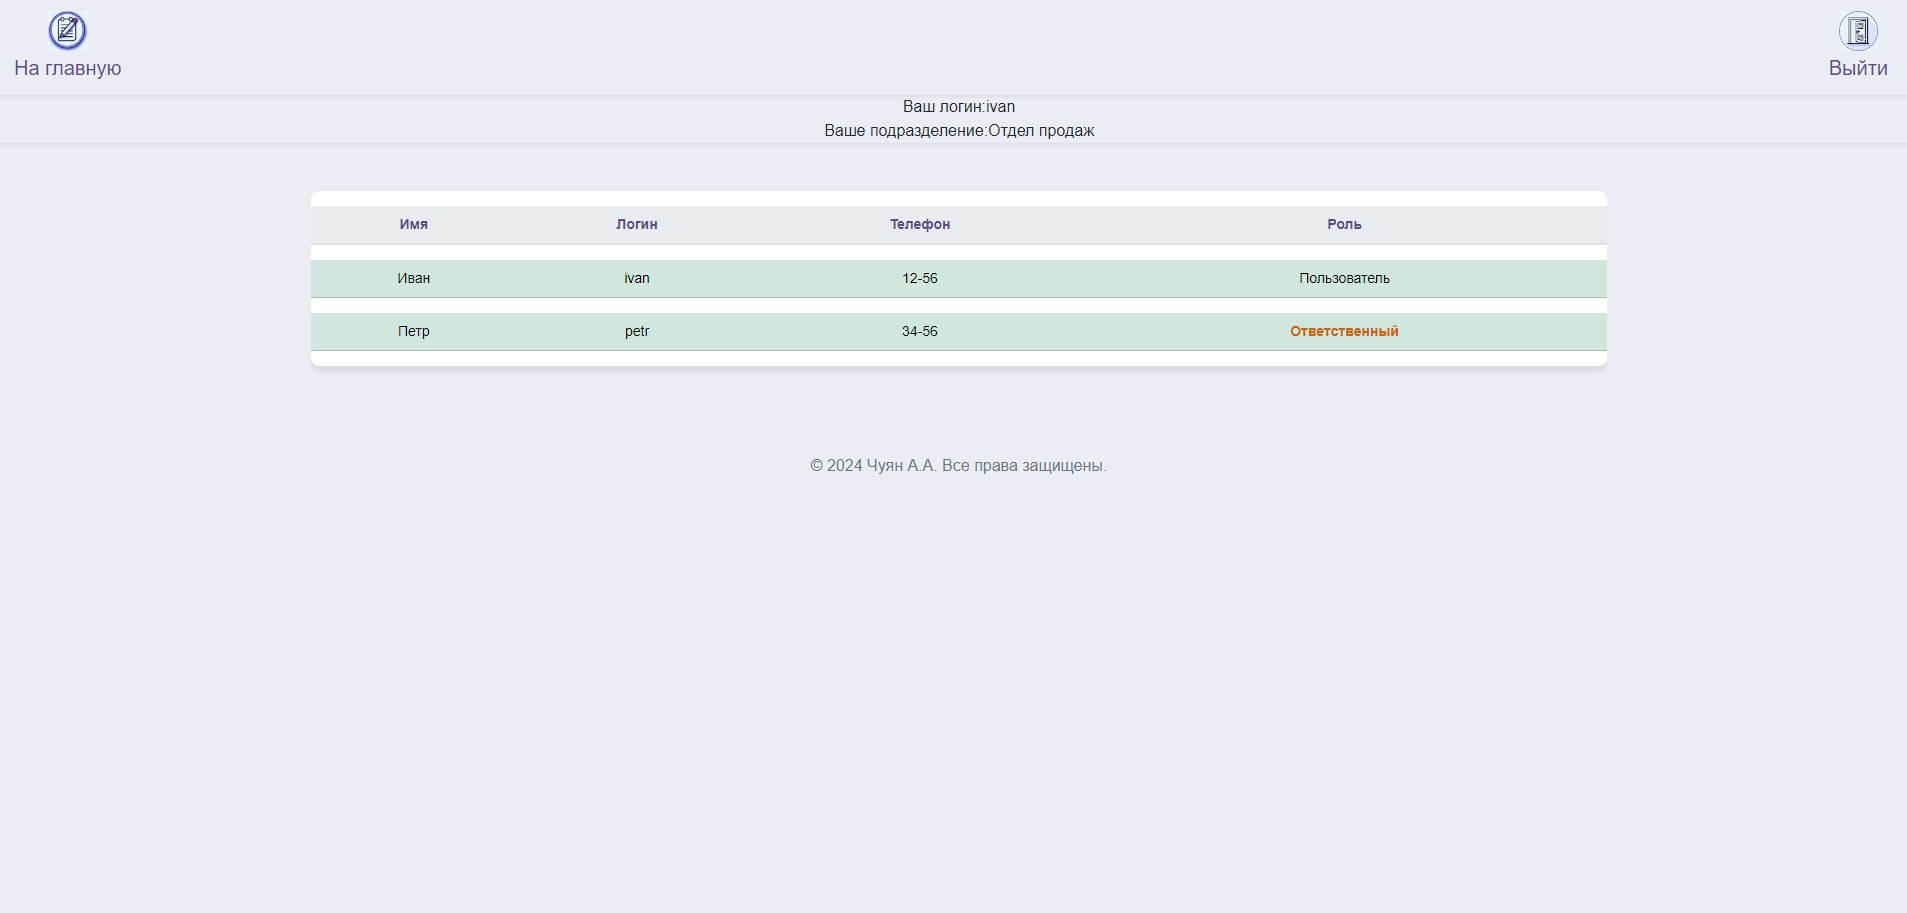 На главную
Выйти
Ваш логин:ivan
Ваше подразделение:Отдел продаж
Имя Логин Телефон Роль
Иван ivan 12-56 Пользователь
Петр petr 34-56 Ответственный
© 2024 Чуян А.А. Все права защищены.